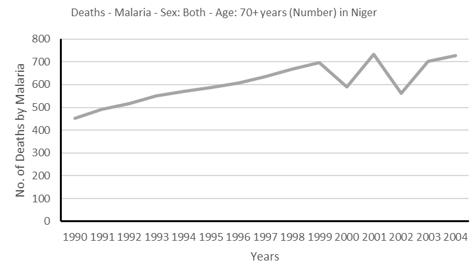 Deaths - Malaria - Sex: Both - Age: 70+ years (Number) in Niger
No. of Deaths by Malaria
800
700
600
500
400
300
200
100
0
1990 1991 1992 1993 1994 1995 1996 1997 1998 1999 2000 2001 2002 2003 2004
Years